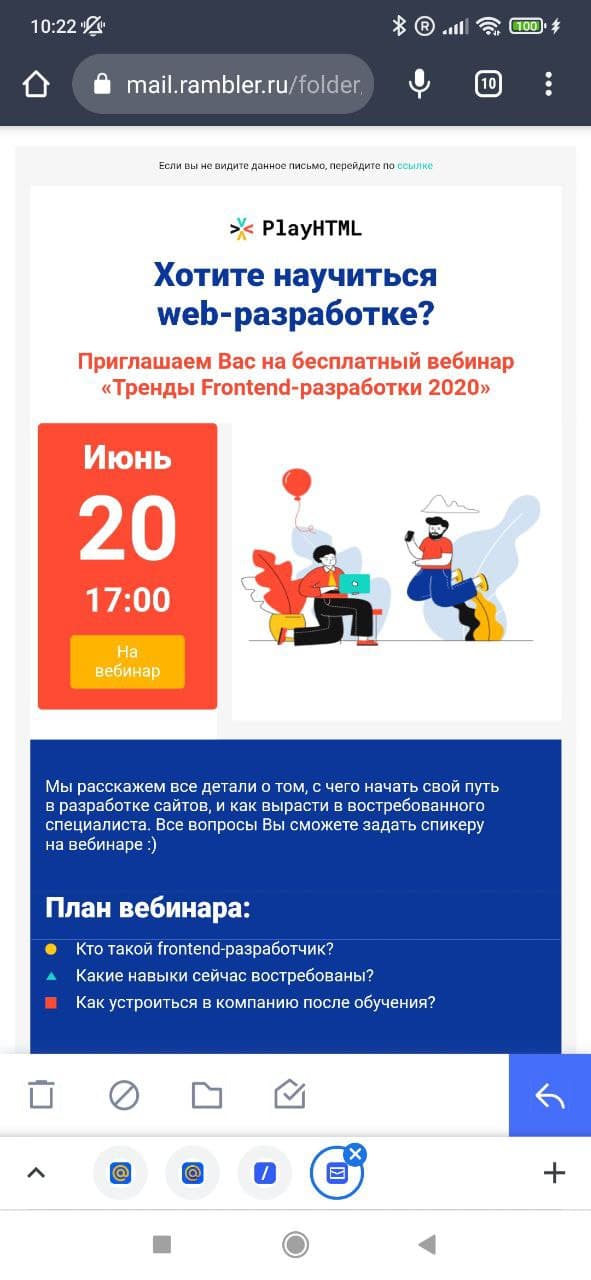 10:22
R
100
mail.rambler.ru/folder
10
Если вы не видите данное письмо, перейдите по ссылке
PlayHTML
Хотите научиться
web-разработке?
Приглашаем Вас на бесплатный вебинар
«Тренды Frontend-разработки 2020»
Июнь
20
17:00
На
вебинар
Мы расскажем все детали о том, с чего начать свой путь
в разработке сайтов, и как вырасти в востребованного
специалиста. Все вопросы Вы сможете задать спикеру
на вебинаре :)
План вебинара:
Кто такой frontend-разработчик?
Какие навыки сейчас востребованы?
Как устроиться в компанию после обучения?